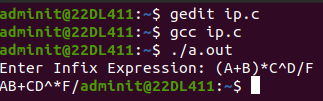 adminit@22DL411:~$ gedit ip.c
adminit@22DL411:~$ gcc ip.c
adminit@22DL411:~$ ./a.out
Enter Infix Expression: (A+B)*C^D/F
AB+CD^*F/adminit@22DL411:~$